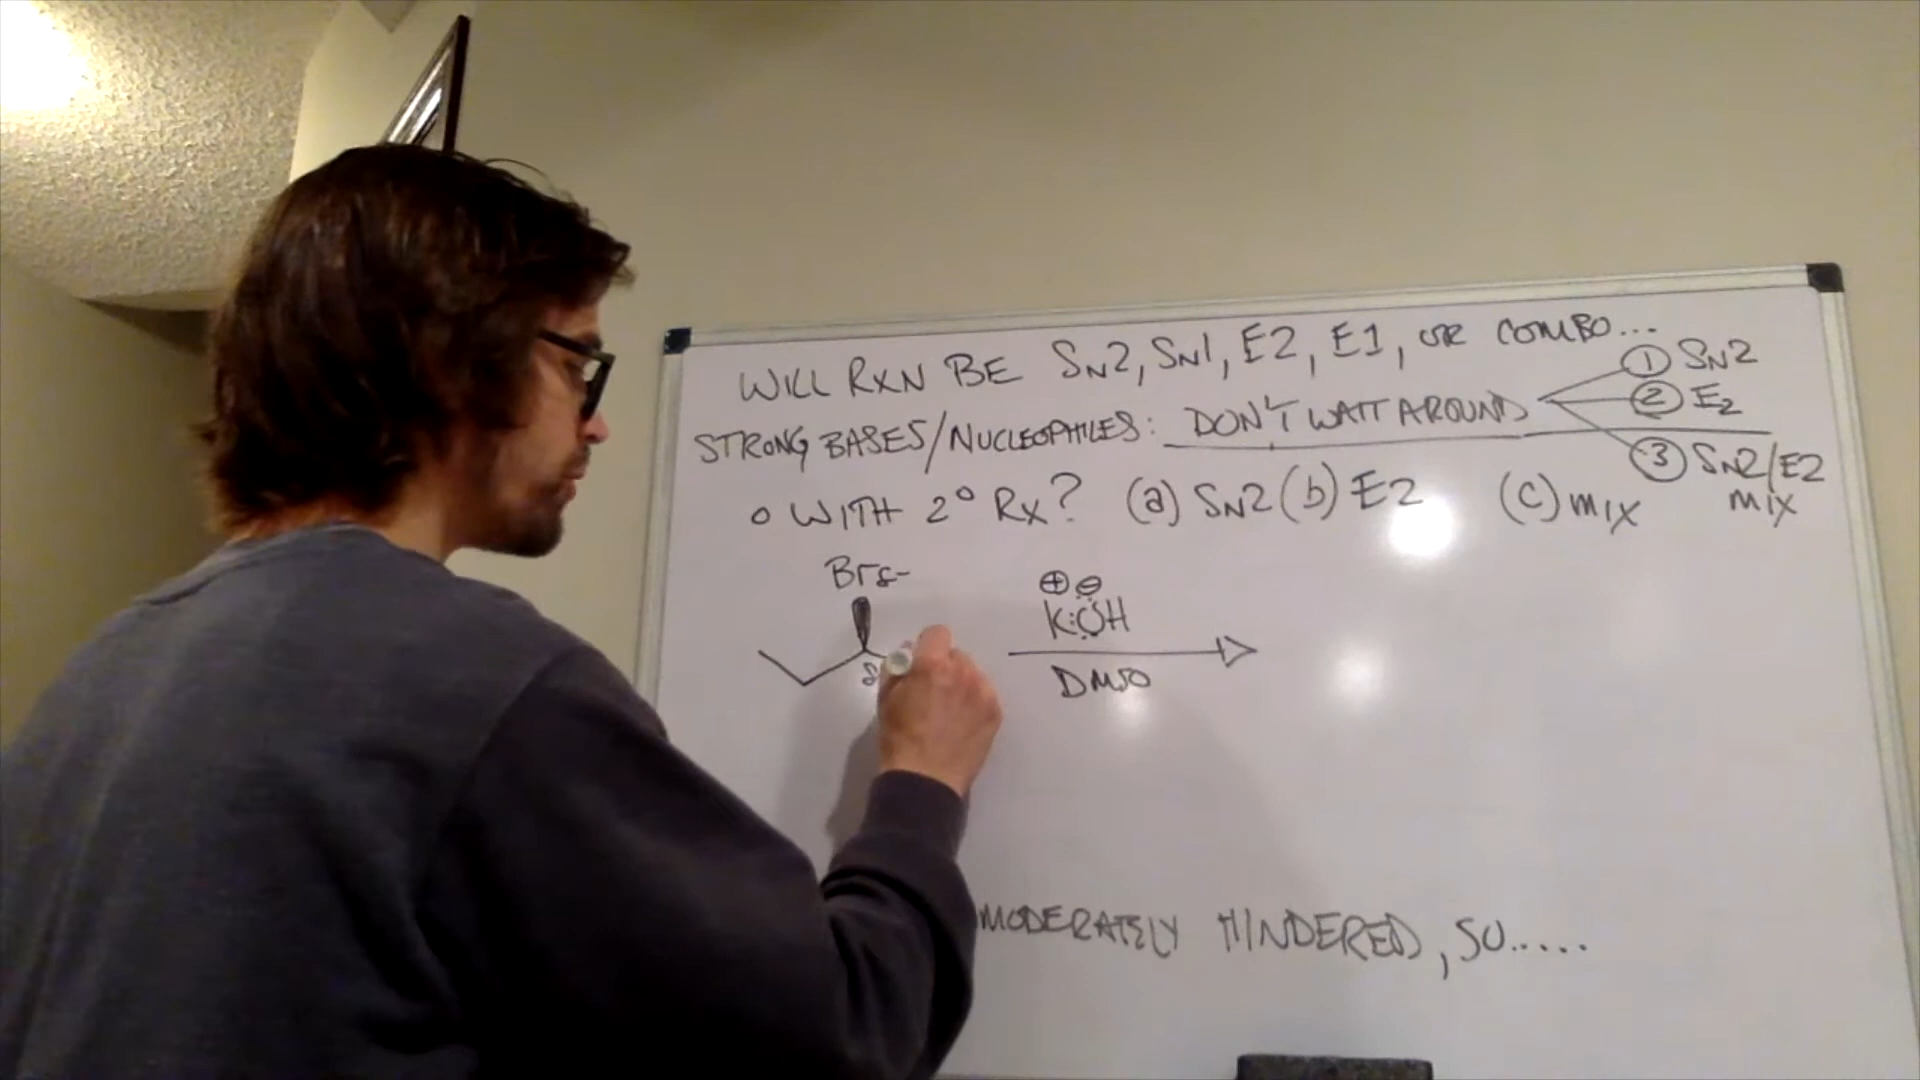 WILL RXN BE SN2, SN1, E2, E1, OR COMBO...
STRONG BASES/NUCLEOPHILES: DON'T WAIT AROUND
① SN2
② E2
③ SN2/E2 MIX
o WITH 2° RX? (a) SN2 (b) E2 (c) MIX
Br δ-
δ
⊕ ⊖
K:ÖH
DMSO
MODERATELY HINDERED, SO.....